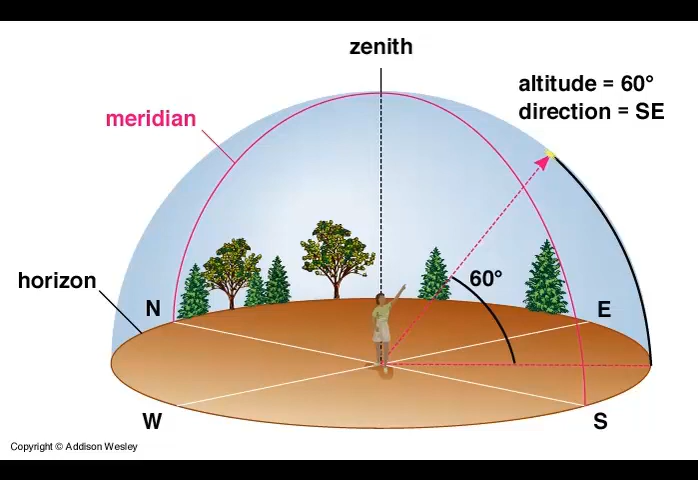 zenith
altitude = 60°
direction = SE
meridian
horizon
60°
N
E
W
S
Copyright © Addison Wesley